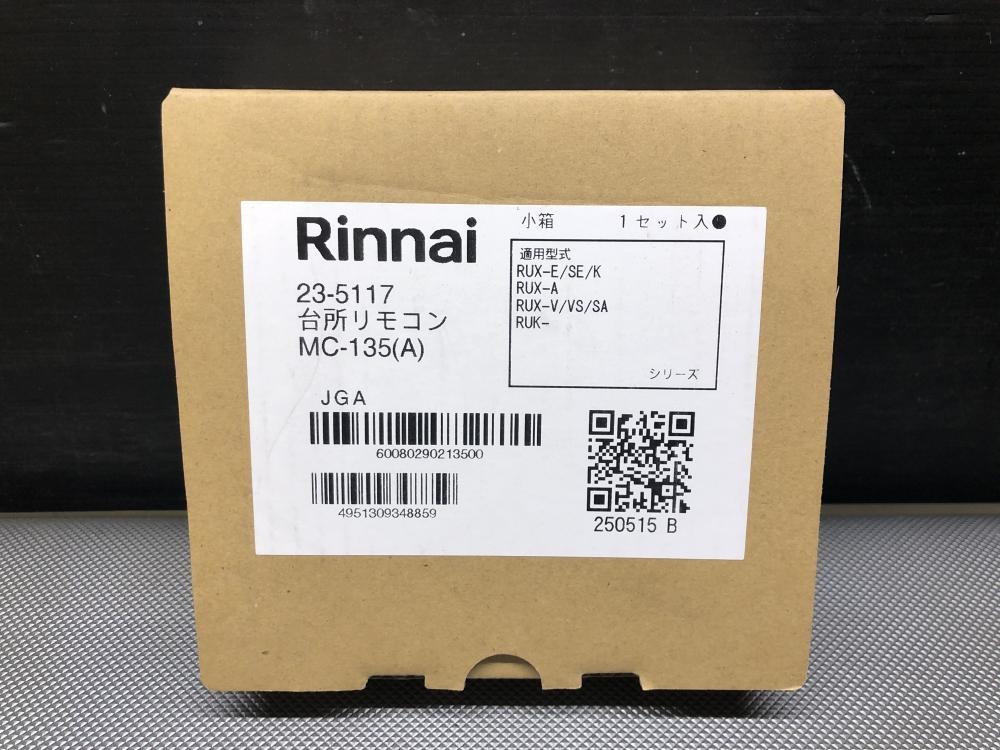 Rinnai
23-5117
台所リモコン
MC-135(A)
JGA
60080290213500
4951309348859
小箱 1セット入●
適用型式
RUX-E/SE/K
RUX-A
RUX-V/VS/SA
RUK-
シリーズ
250515 B